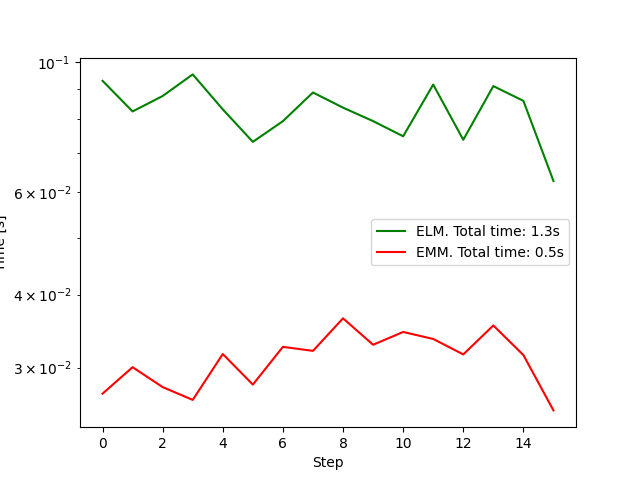 10⁻¹
6 × 10⁻²
4 × 10⁻²
3 × 10⁻²
Time [s]
ELM. Total time: 1.3s
EMM. Total time: 0.5s
0 2 4 6 8 10 12 14
Step